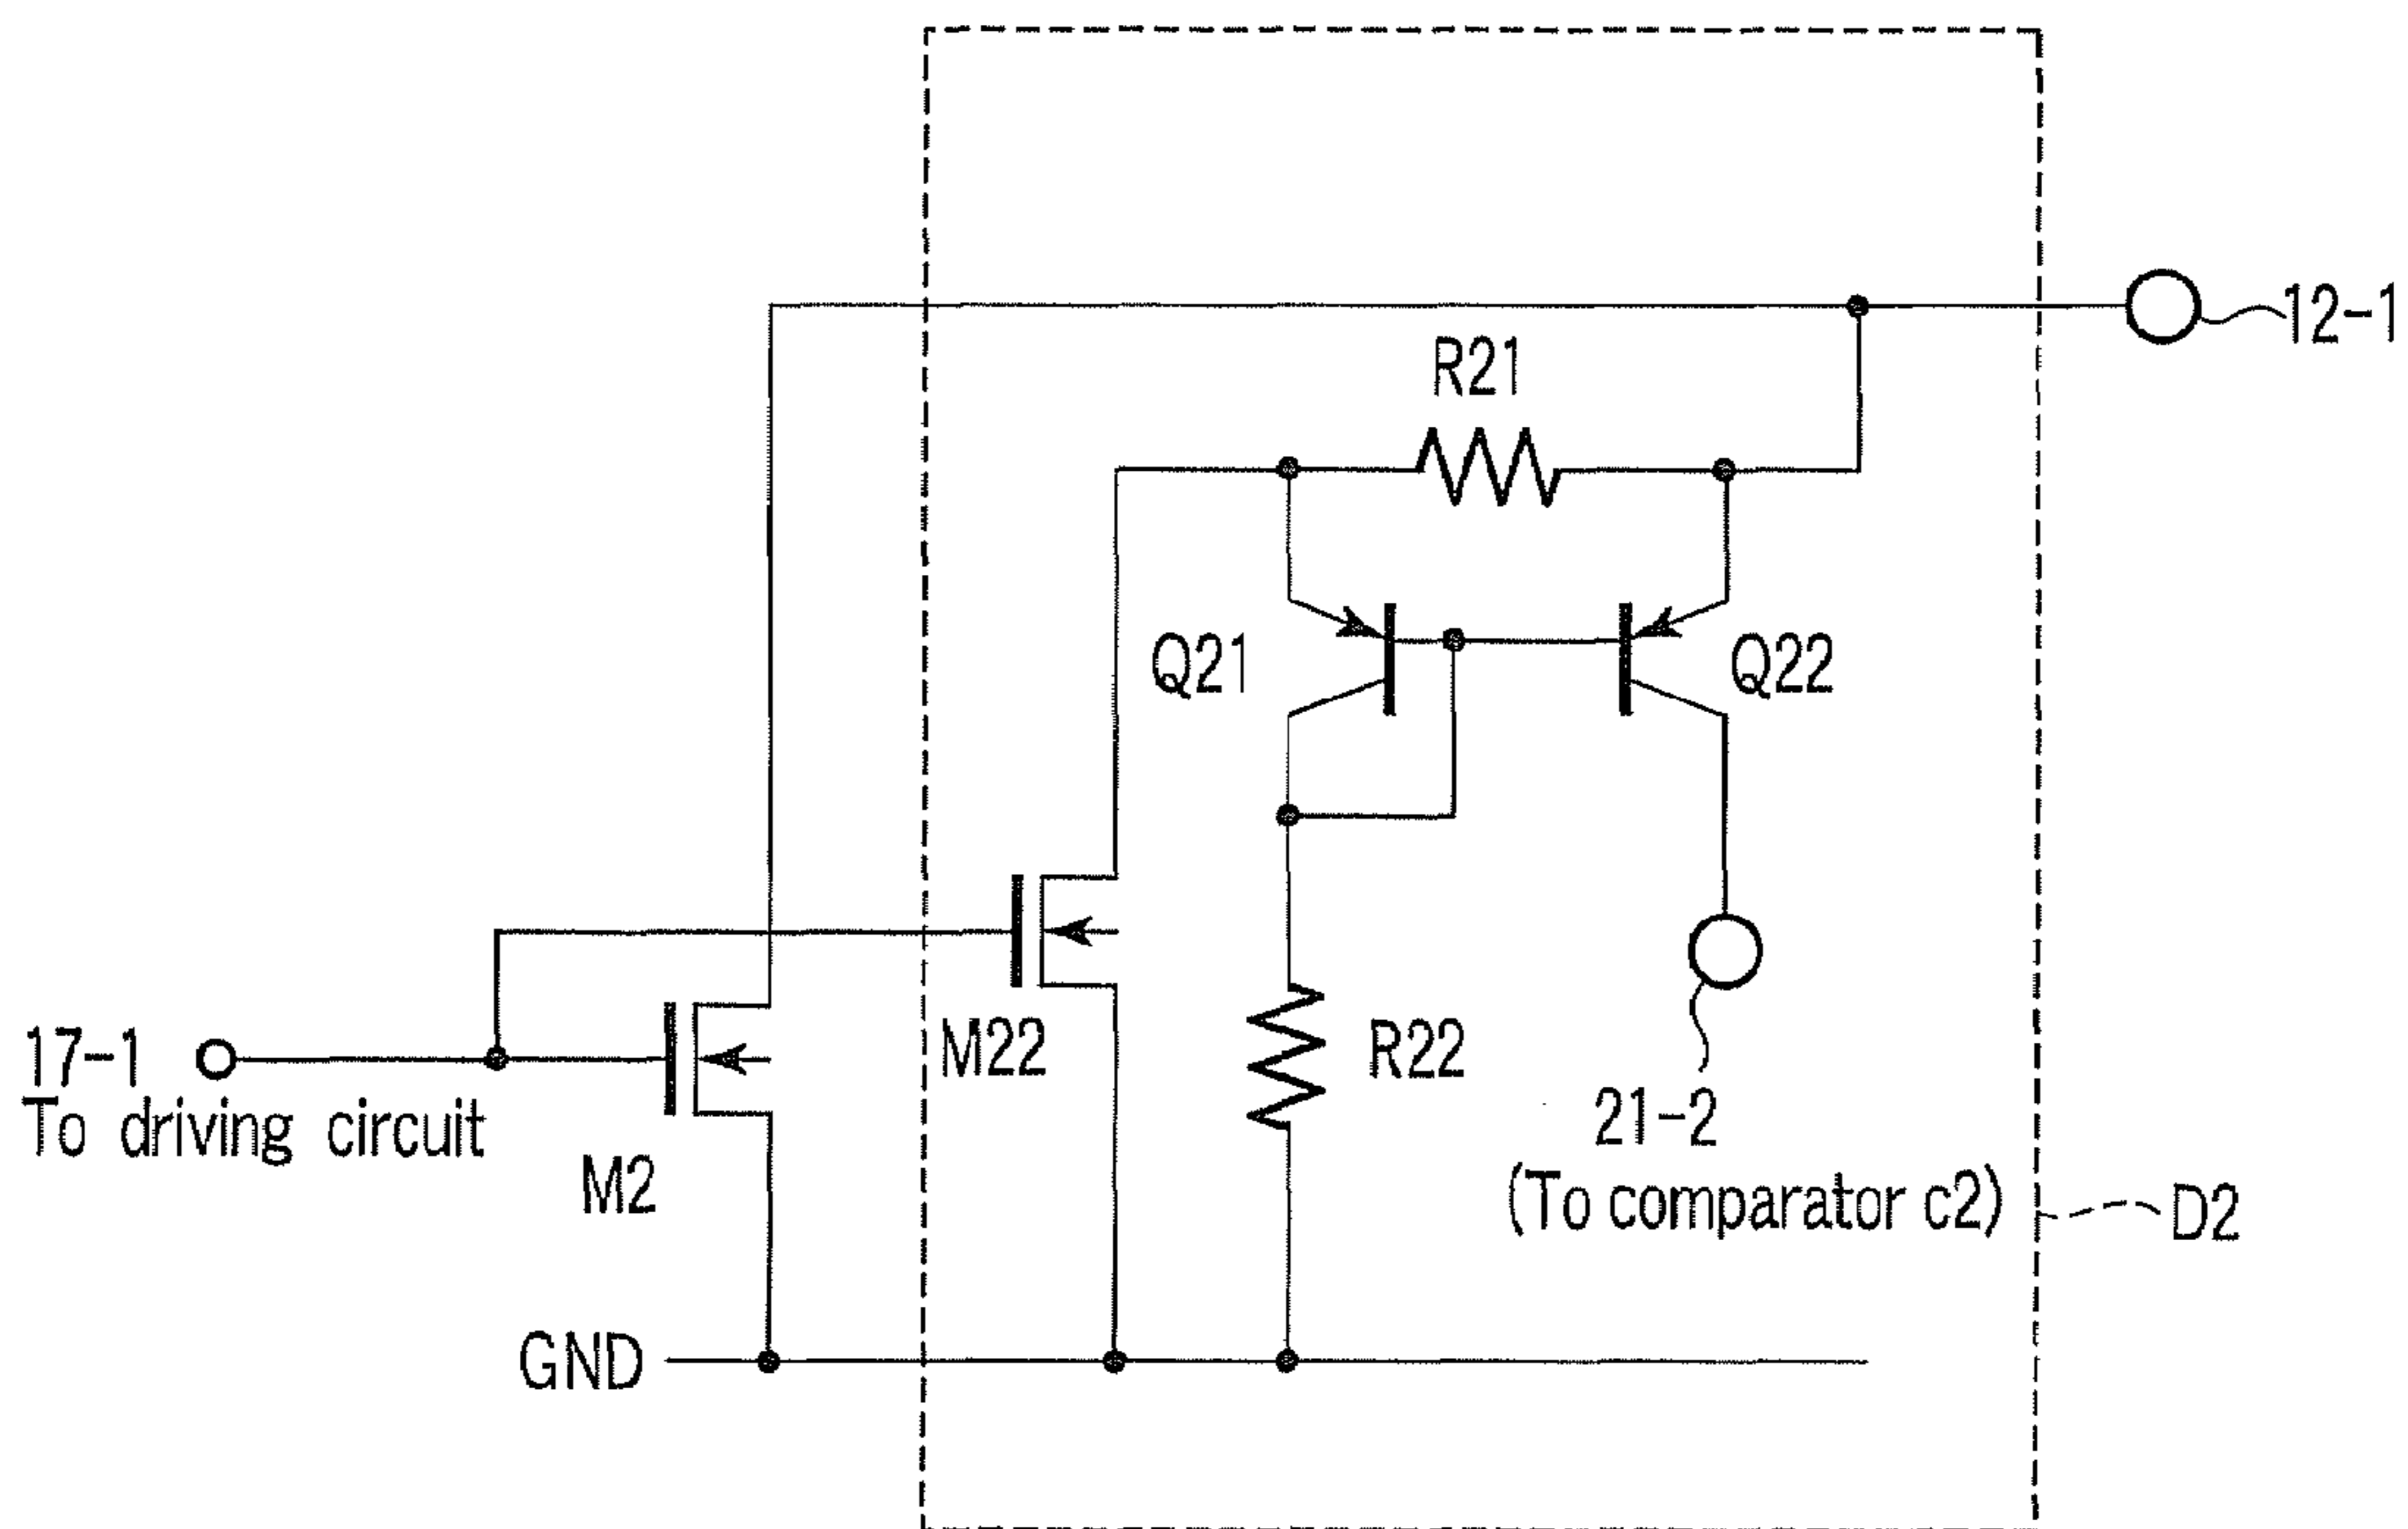 12-1
R21
Q21
Q22
17-1
To driving circuit
M22
R22
M2
21-2
(To comparator c2)
D2
GND